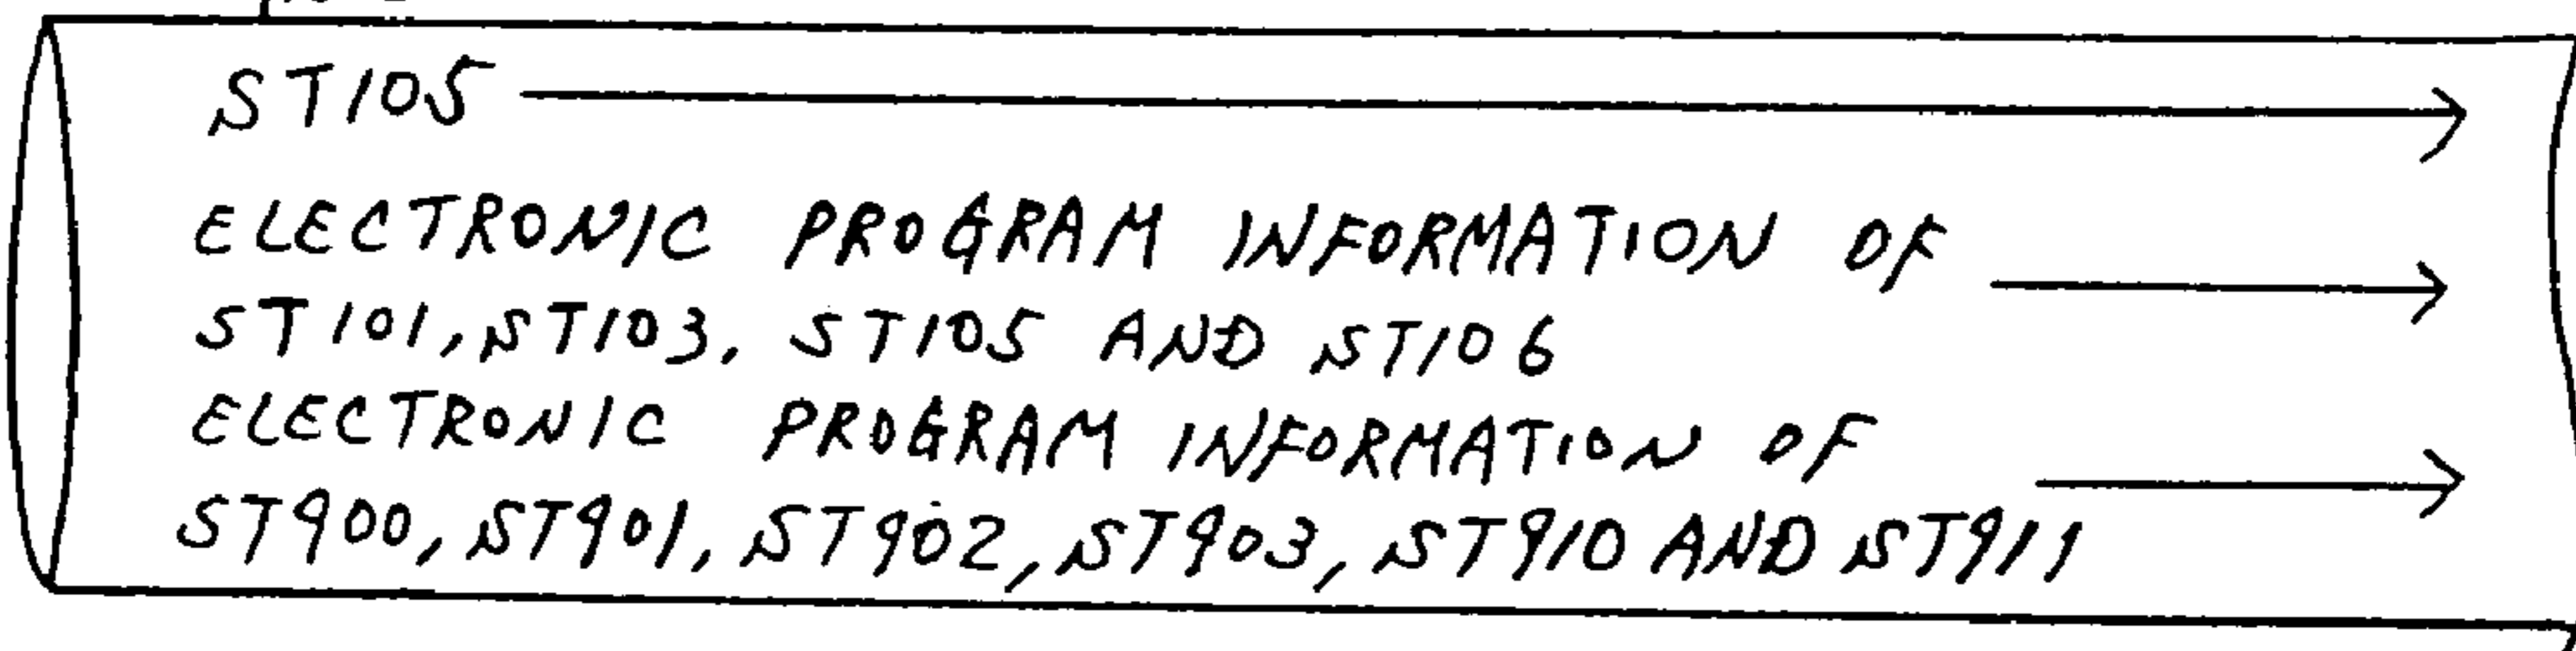 ST105
ELECTRONIC PROGRAM INFORMATION OF
ST101, ST103, ST105 AND ST106
ELECTRONIC PROGRAM INFORMATION OF
ST900, ST901, ST902, ST903, ST910 AND ST911